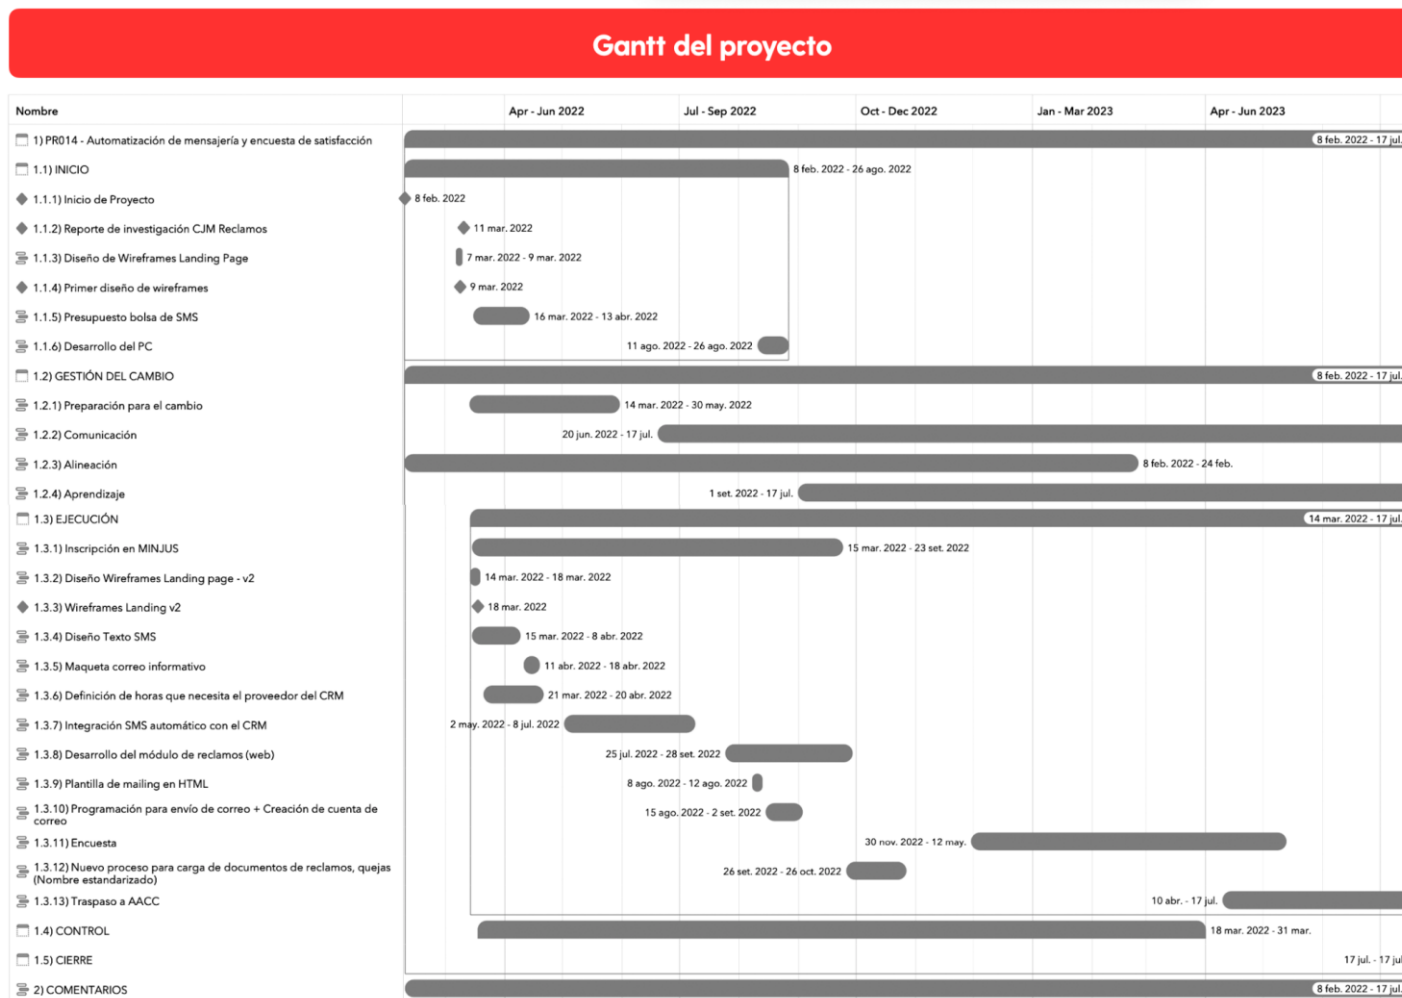 Gantt del proyecto
Nombre Apr - Jun 2022 Jul - Sep 2022 Oct - Dec 2022 Jan - Mar 2023 Apr - Jun 2023
1) PR014 - Automatización de mensajería y encuesta de satisfacción 8 feb. 2022 - 17 jul.
1.1) INICIO 8 feb. 2022 - 26 ago. 2022
1.1.1) Inicio de Proyecto 8 feb. 2022
1.1.2) Reporte de investigación CJM Reclamos 11 mar. 2022
1.1.3) Diseño de Wireframes Landing Page 7 mar. 2022 - 9 mar. 2022
1.1.4) Primer diseño de wireframes 9 mar. 2022
1.1.5) Presupuesto bolsa de SMS 16 mar. 2022 - 13 abr. 2022
1.1.6) Desarrollo del PC 11 ago. 2022 - 26 ago. 2022
1.2) GESTIÓN DEL CAMBIO 8 feb. 2022 - 17 jul.
1.2.1) Preparación para el cambio 14 mar. 2022 - 30 may. 2022
1.2.2) Comunicación 20 jun. 2022 - 17 jul.
1.2.3) Alineación 8 feb. 2022 - 24 feb.
1.2.4) Aprendizaje 1 set. 2022 - 17 jul.
1.3) EJECUCIÓN 14 mar. 2022 - 17 jul.
1.3.1) Inscripción en MINJUS 15 mar. 2022 - 23 set. 2022
1.3.2) Diseño Wireframes Landing page - v2 14 mar. 2022 - 18 mar. 2022
1.3.3) Wireframes Landing v2 18 mar. 2022
1.3.4) Diseño Texto SMS 15 mar. 2022 - 8 abr. 2022
1.3.5) Maqueta correo informativo 11 abr. 2022 - 18 abr. 2022
1.3.6) Definición de horas que necesita el proveedor del CRM 21 mar. 2022 - 20 abr. 2022
1.3.7) Integración SMS automático con el CRM 2 may. 2022 - 8 jul. 2022
1.3.8) Desarrollo del módulo de reclamos (web) 25 jul. 2022 - 28 set. 2022
1.3.9) Plantilla de mailing en HTML 8 ago. 2022 - 12 ago. 2022
1.3.10) Programación para envío de correo + Creación de cuenta de
correo 15 ago. 2022 - 2 set. 2022
1.3.11) Encuesta 30 nov. 2022 - 12 may.
1.3.12) Nuevo proceso para carga de documentos de reclamos, quejas
(Nombre estandarizado) 26 set. 2022 - 26 oct. 2022
1.3.13) Traspaso a AACC 10 abr. - 17 jul.
1.4) CONTROL 18 mar. 2022 - 31 mar.
1.5) CIERRE 17 jul. - 17 jul
2) COMENTARIOS 8 feb. 2022 - 17 jul.